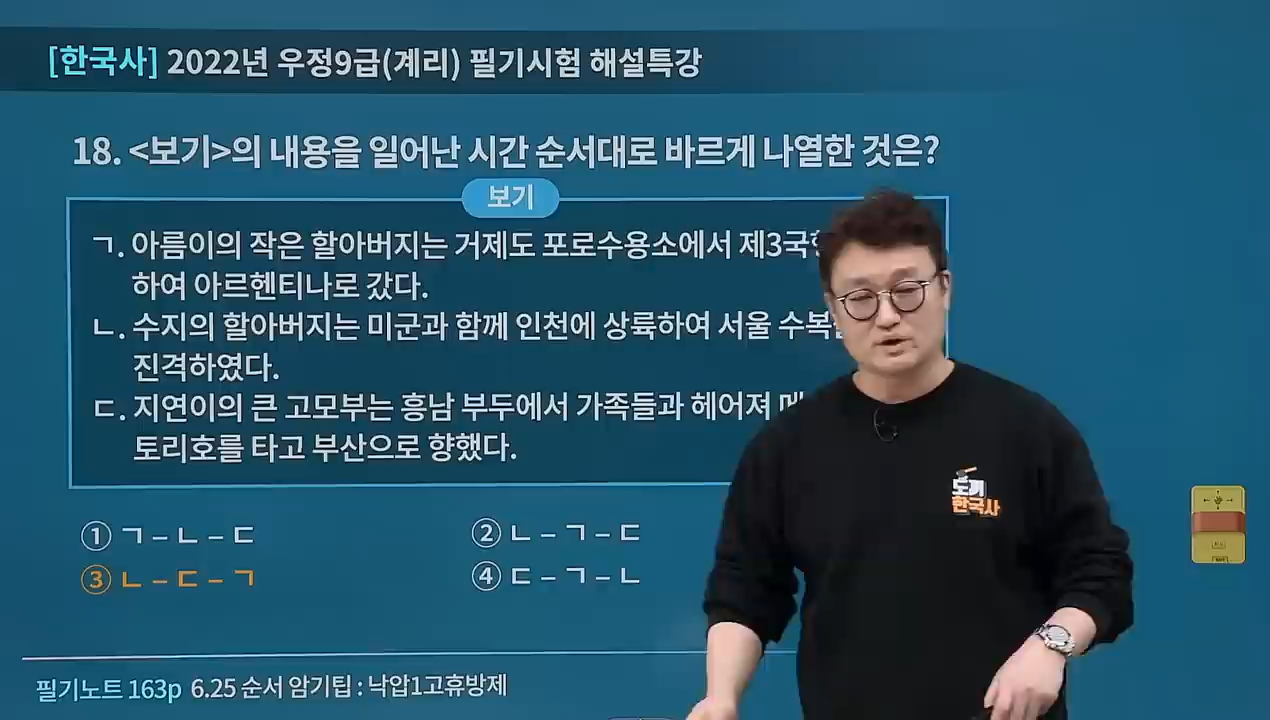 [한국사] 2022년 우정9급(계리) 필기시험 해설특강
18. <보기>의 내용을 일어난 시간 순서대로 바르게 나열한 것은?
보기
ㄱ. 아름이의 작은 할아버지는 거제도 포로수용소에서
하여 아르헨티나로 갔다.
ㄴ. 수지의 할아버지는 미군과 함께 인천에 상륙하여 서울
진격하였다.
ㄷ. 지연이의 큰 고모부는 흥남 부두에서 가족들과 헤어져
토리호를 타고 부산으로 향했다.
① ㄱ – ㄴ – ㄷ
② ㄴ – ㄱ – ㄷ
③ ㄴ – ㄷ – ㄱ
④ ㄷ – ㄱ – ㄴ
도기
한국사
필기노트 163p 6.25 순서 암기팁 : 낙압1고휴방제